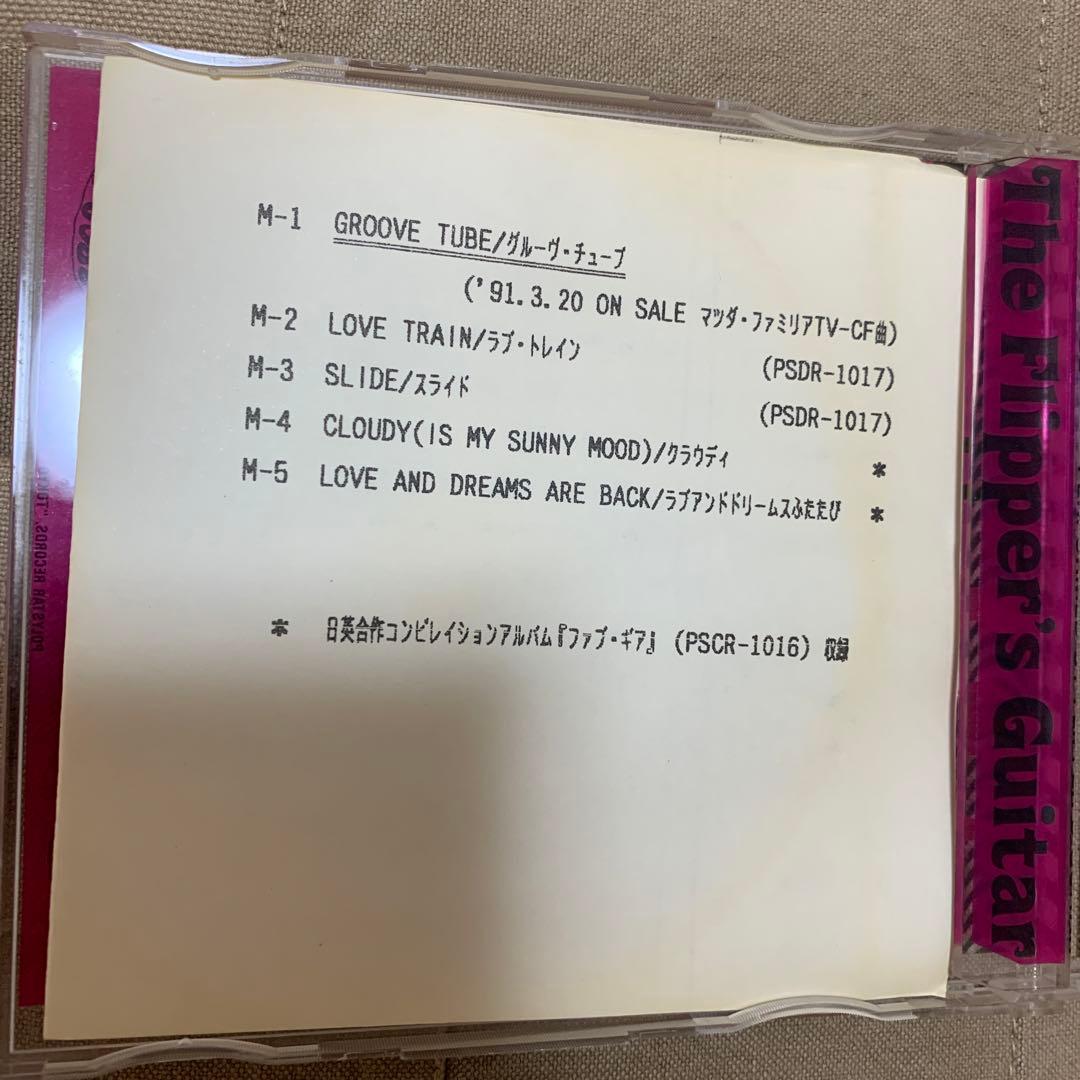 M-1 GROOVE TUBE/グルーヴ・チューブ
('91.3.20 ON SALE マツダ・ファミリアTV-CF曲)
M-2 LOVE TRAIN/ラブ・トレイン (PSDR-1017)
M-3 SLIDE/スライド (PSDR-1017)
M-4 CLOUDY(IS MY SUNNY MOOD)/クラウディ *
M-5 LOVE AND DREAMS ARE BACK/ラブアンドドリームスふたたび *
* 日英合作コンピレイションアルバム『ファブ・ギア』 (PSCR-1016) 収録
The Flipper's Guitar
POLYSTAR RECORDS.